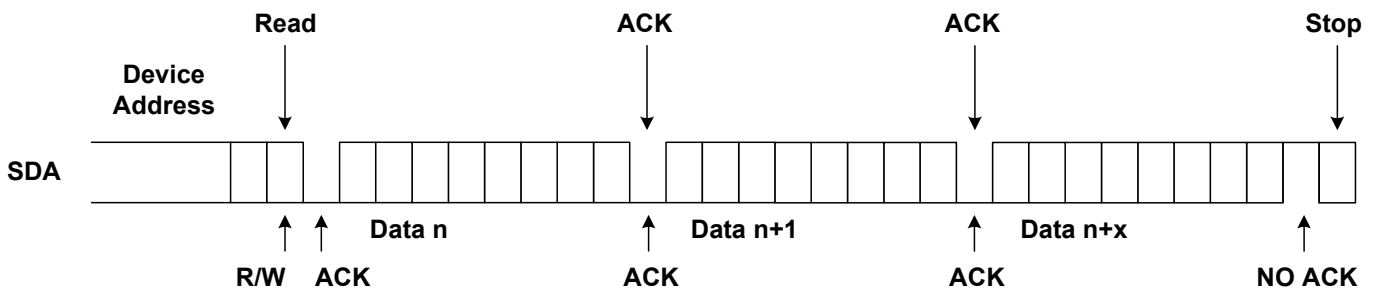 Read ACK ACK Stop
Device
Address
SDA
Data n Data n+1 Data n+x
R/W ACK ACK ACK NO ACK